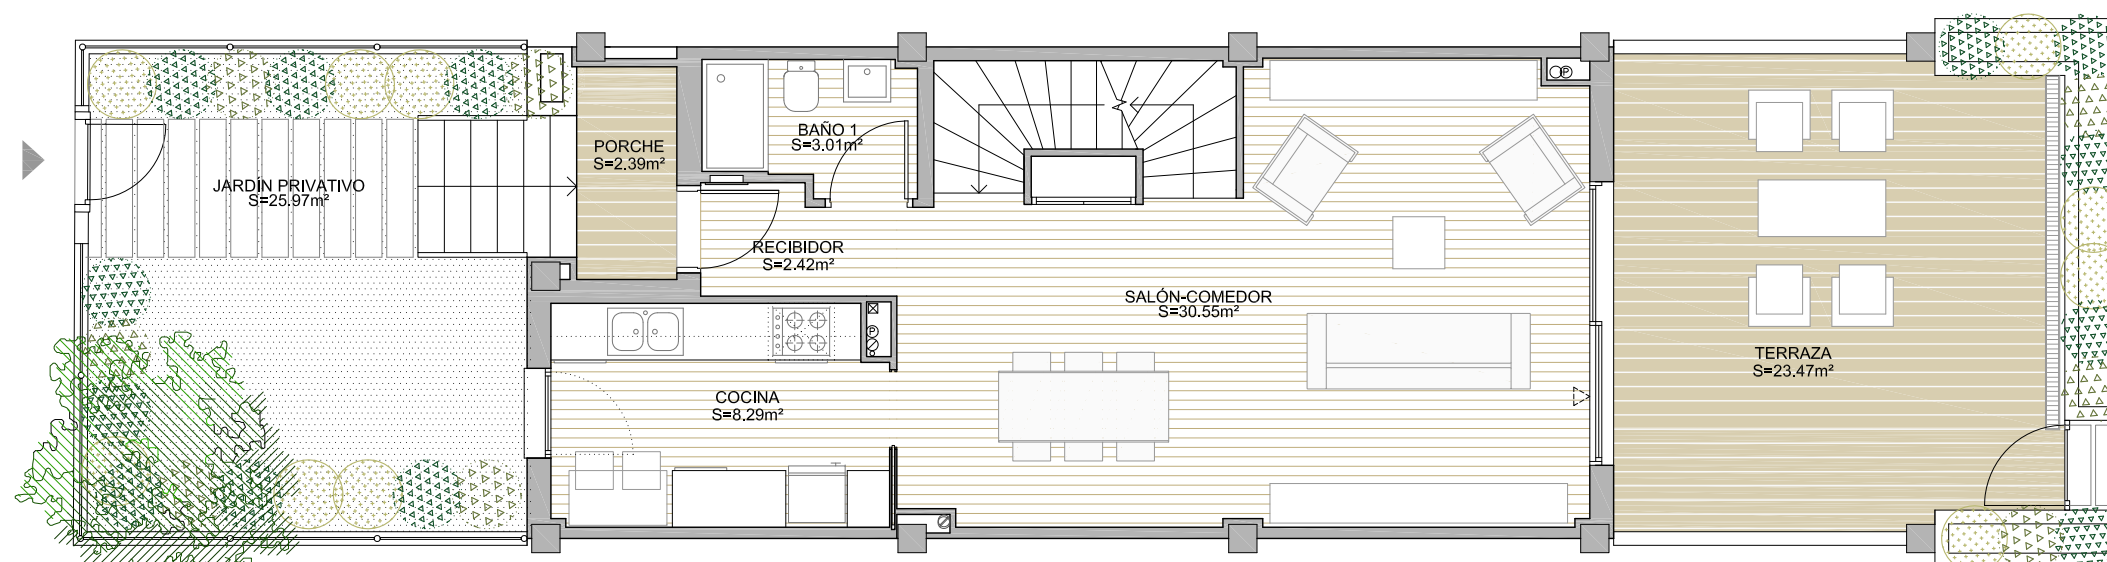 JARDÍN PRIVATIVO
S=25.97m²
PORCHE
S=2.39m²
BAÑO 1
S=3.01m²
RECIBIDOR
S=2.42m²
COCINA
S=8.29m²
SALÓN-COMEDOR
S=30.55m²
TERRAZA
S=23.47m²
P
P